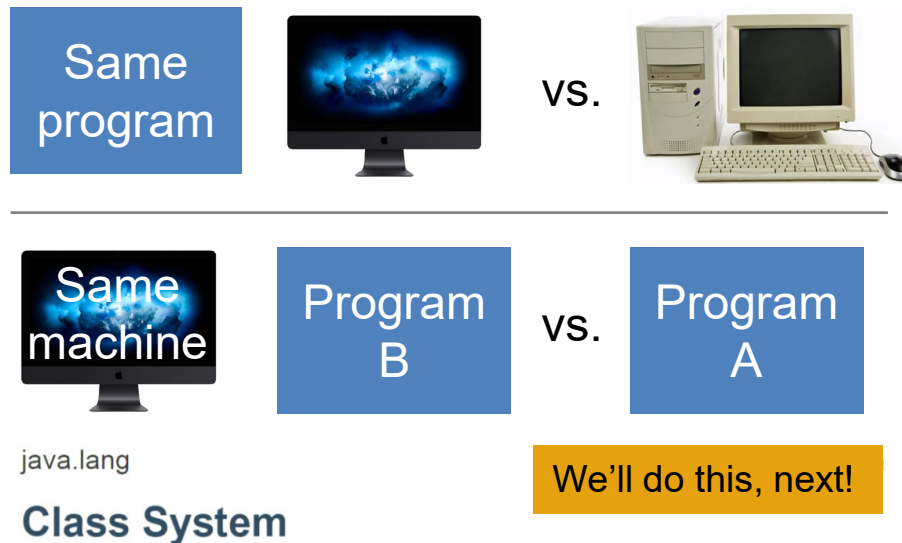 Same
program
vs.
Same
machine
Program
B
vs.
Program
A
java.lang
We'll do this, next!
Class System